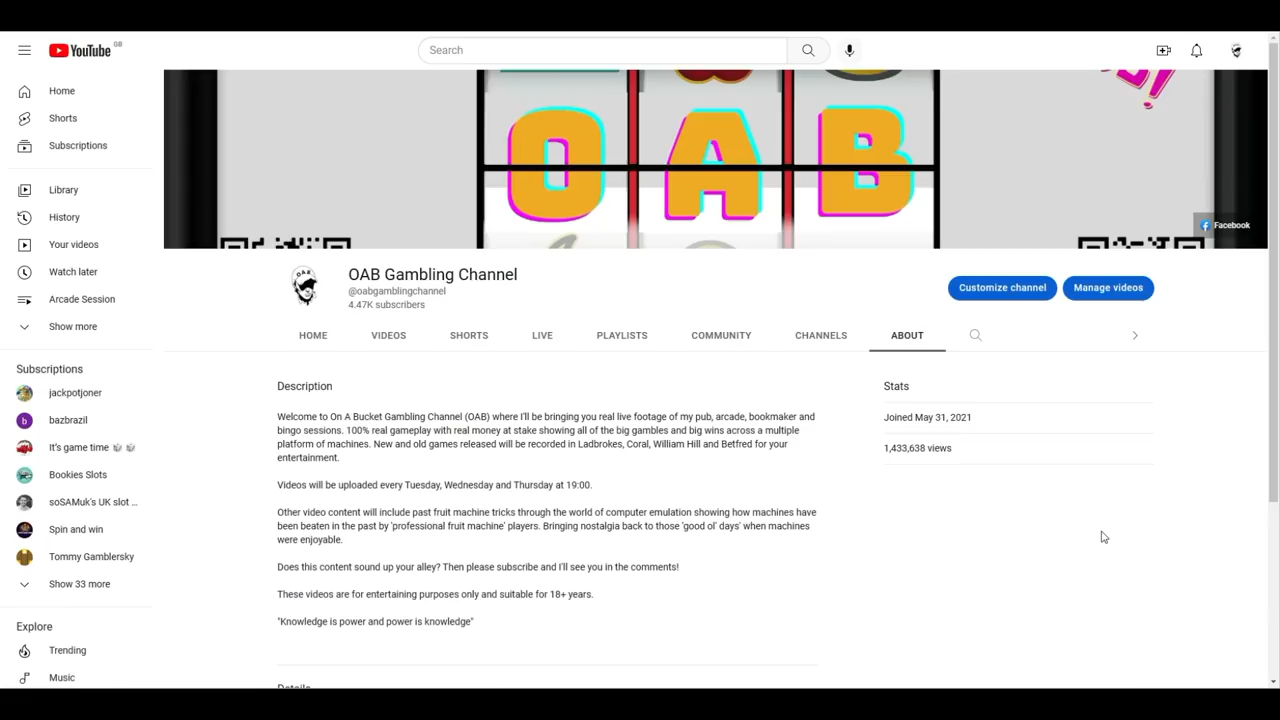 YouTube GB
Search
Home
Shorts
Subscriptions
Library
History
Your videos
Watch later
Arcade Session
Show more
Subscriptions
jackpotjoner
bazbrazil
It's game time
Bookies Slots
soSAMuk's UK slot ...
Spin and win
Tommy Gamblersky
Show 33 more
Explore
Trending
Music
OAB
Facebook
OAB
OAB Gambling Channel
@oabgamblingchannel
4.47K subscribers
Customize channel
Manage videos
HOME
VIDEOS
SHORTS
LIVE
PLAYLISTS
COMMUNITY
CHANNELS
ABOUT
Description
Welcome to On A Bucket Gambling Channel (OAB) where I'll be bringing you real live footage of my pub, arcade, bookmaker and
bingo sessions. 100% real gameplay with real money at stake showing all of the big gambles and big wins across a multiple
platform of machines. New and old games released will be recorded in Ladbrokes, Coral, William Hill and Betfred for your
entertainment.
Videos will be uploaded every Tuesday, Wednesday and Thursday at 19:00.
Other video content will include past fruit machine tricks through the world of computer emulation showing how machines have
been beaten in the past by 'professional fruit machine' players. Bringing nostalgia back to those 'good ol' days' when machines
were enjoyable.
Does this content sound up your alley? Then please subscribe and I'll see you in the comments!
These videos are for entertaining purposes only and suitable for 18+ years.
"Knowledge is power and power is knowledge"
Details
Stats
Joined May 31, 2021
1,433,638 views